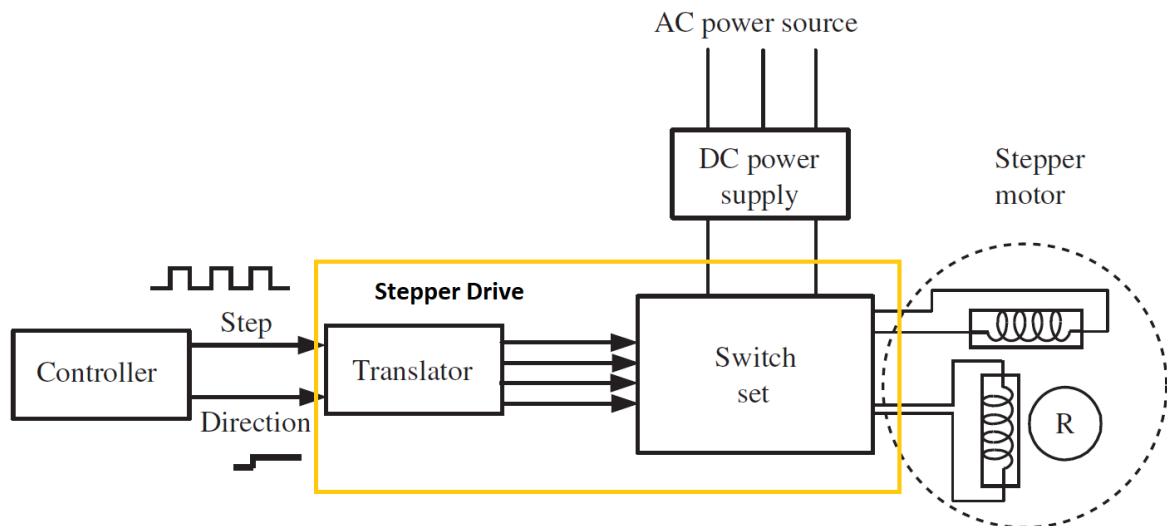 AC power source
DC power
supply
Stepper
motor
Stepper Drive
Step
Controller
Translator
Switch
set
Direction
R